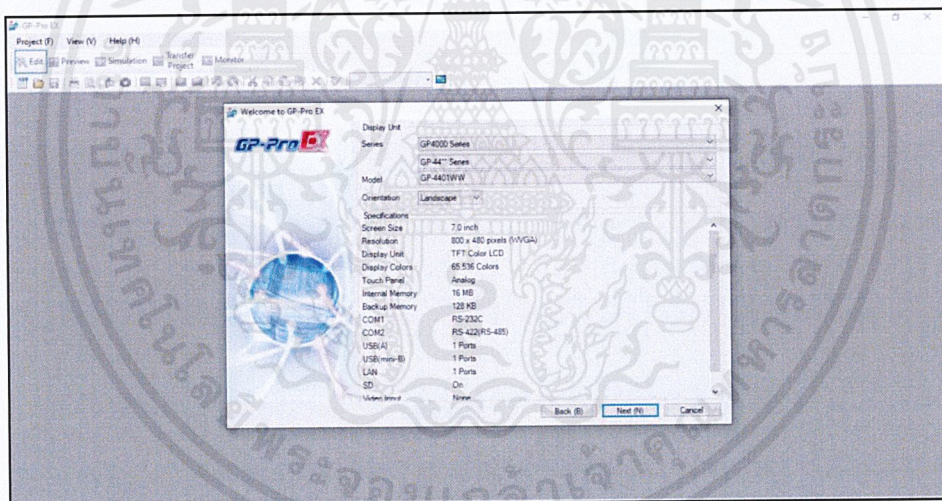 GP-Pro EX
Project (F) View (V) Help (H)
Edit Preview Simulation Transfer Project Monitor
Welcome to GP-Pro EX
GP-Pro EX
Display Unit
Series GP4000 Series
GP-44** Series
Model GP-4401WW
Orientation Landscape
Specifications
Screen Size 7.0 inch
Resolution 800 x 480 pixels (WVGA)
Display Unit TFT Color LCD
Display Colors 65,536 Colors
Touch Panel Analog
Internal Memory 16 MB
Backup Memory 128 KB
COM1 RS-232C
COM2 RS-422(RS-485)
USB(A) 1 Ports
USB(mini-B) 1 Ports
LAN 1 Ports
SD On
Video Input None
Back (B) Next (N) Cancel